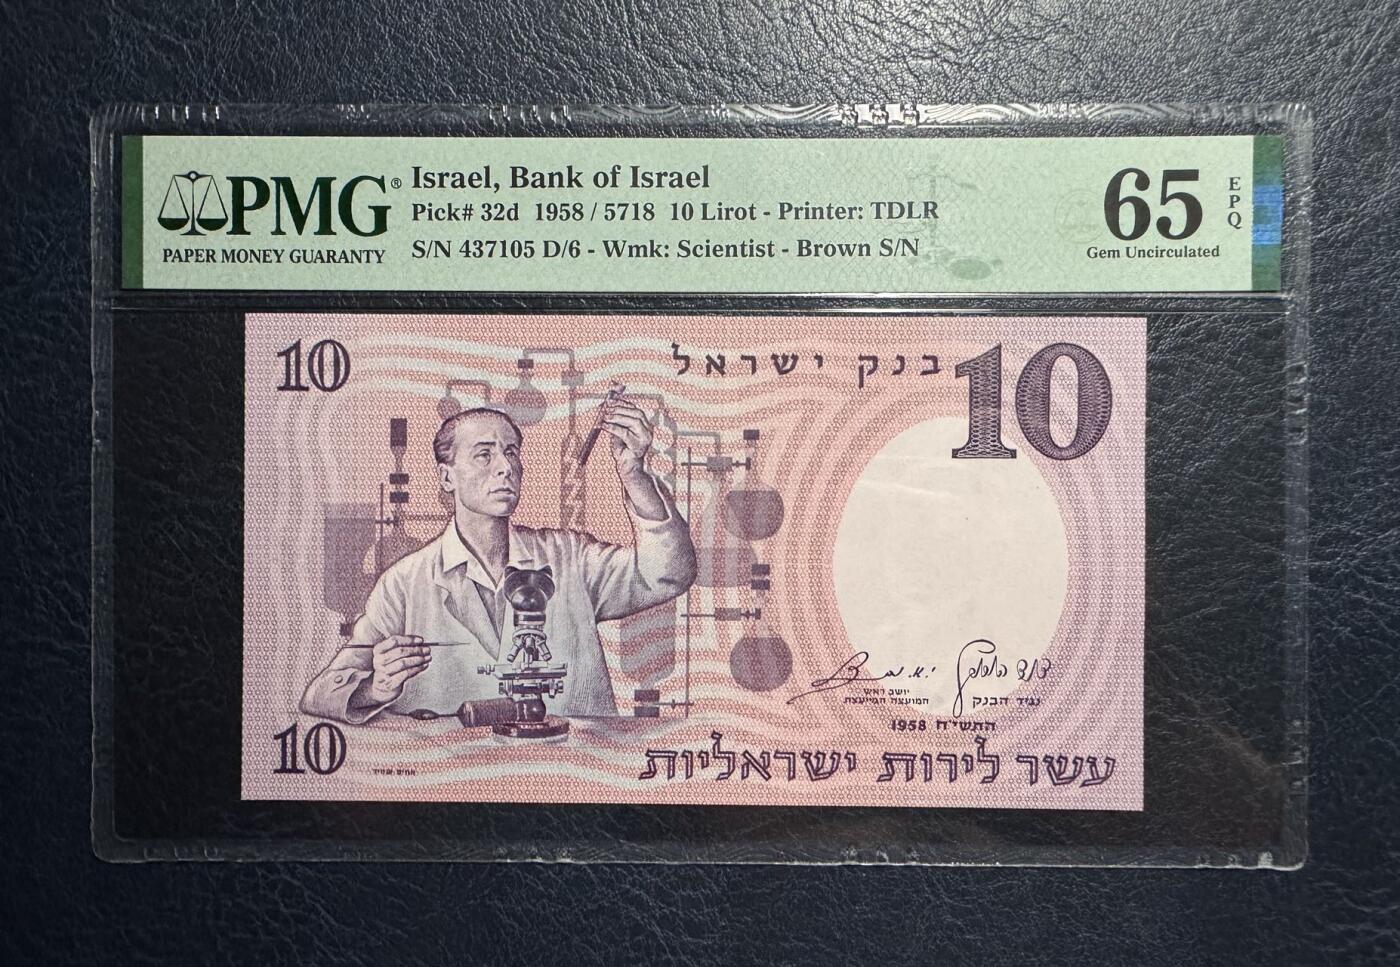 PMG®
PAPER MONEY GUARANTY
Israel, Bank of Israel
Pick# 32d 1958 / 5718 10 Lirot - Printer: TDLR
S/N 437105 D/6 - Wmk: Scientist - Brown S/N
65
EPQ
Gem Uncirculated
10
בנק ישראל
10
יושב ראש
המועצה המייעצת
נגיד הבנק
התשי"ח 1958
10
עשר לירות ישראליות